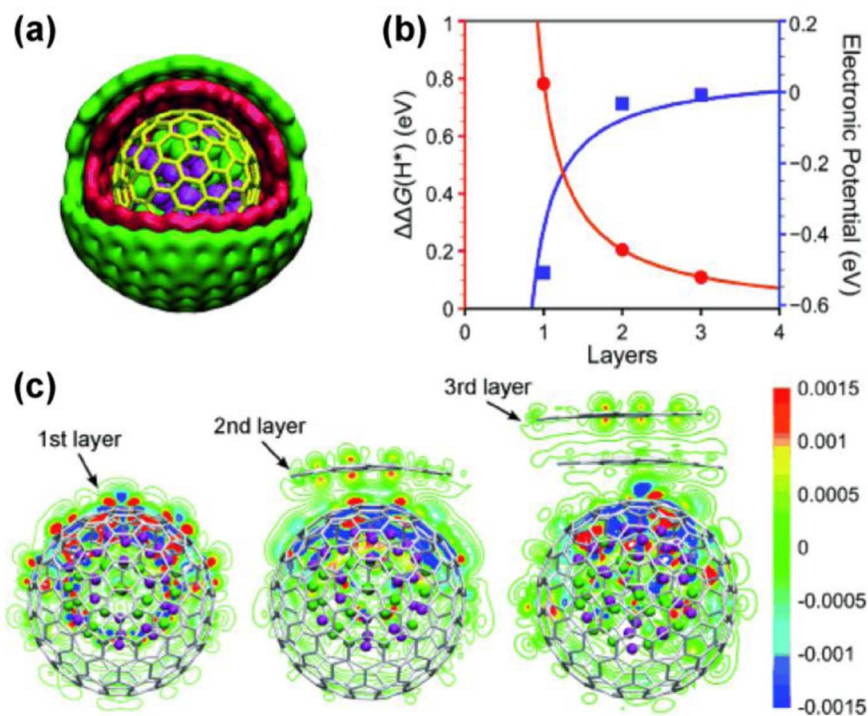 (a)
(b)
1
0.8
0.6
0.4
0.2
0
ΔΔG(H*) (eV)
0.2
0
−0.2
−0.4
−0.6
Electronic Potential (eV)
0 1 2 3 4
Layers
(c)
1st layer
2nd layer
3rd layer
0.0015
0.001
0.0005
0
-0.0005
-0.001
-0.0015